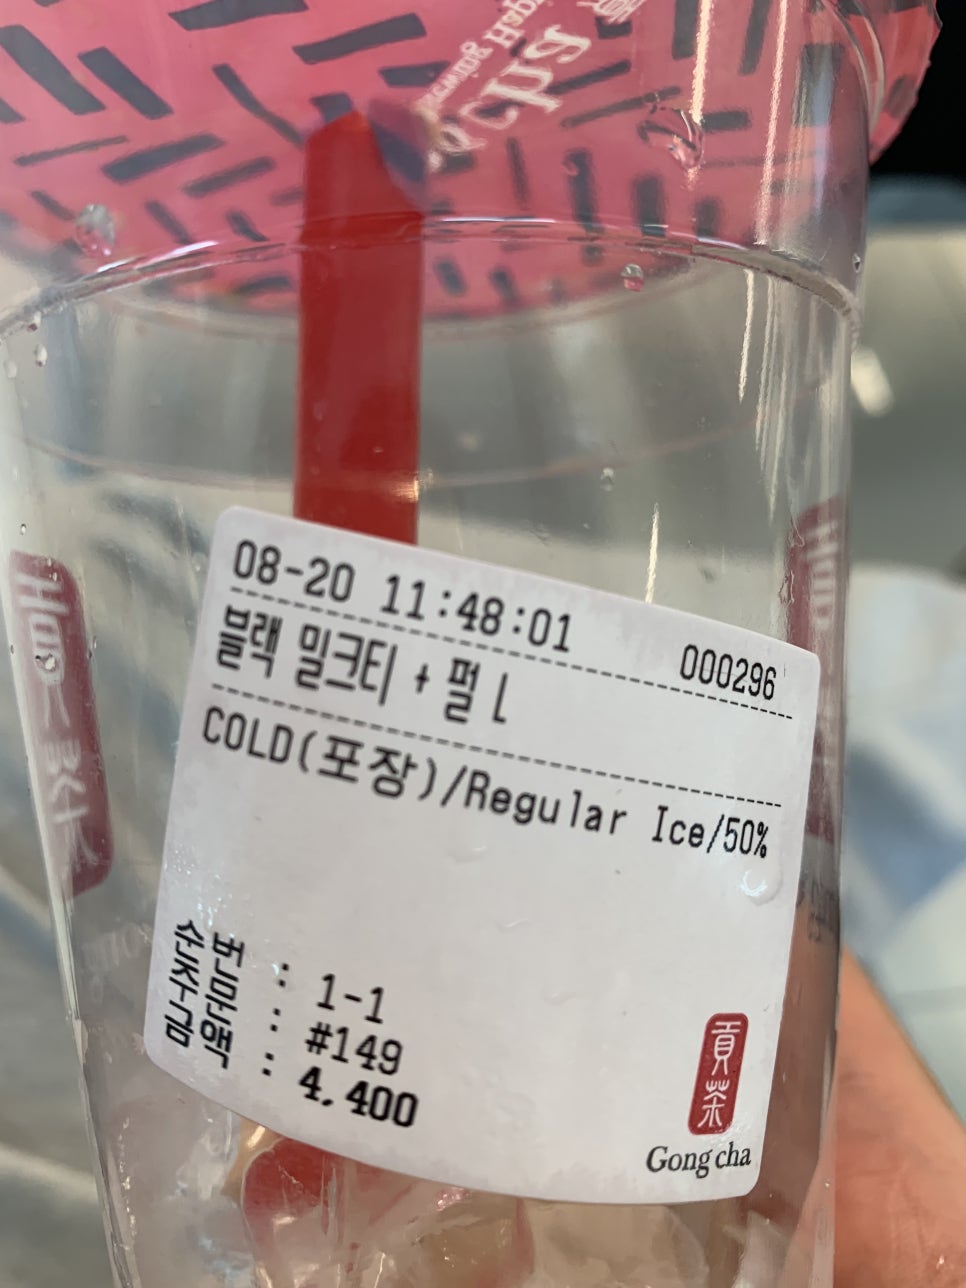 08-20 11:48:01 000296
블랙 밀크티 + 펄 L
COLD(포장)/Regular Ice/50%
순번 : 1-1
주문 : #149
금액 : 4,400
貢茶
Gong cha